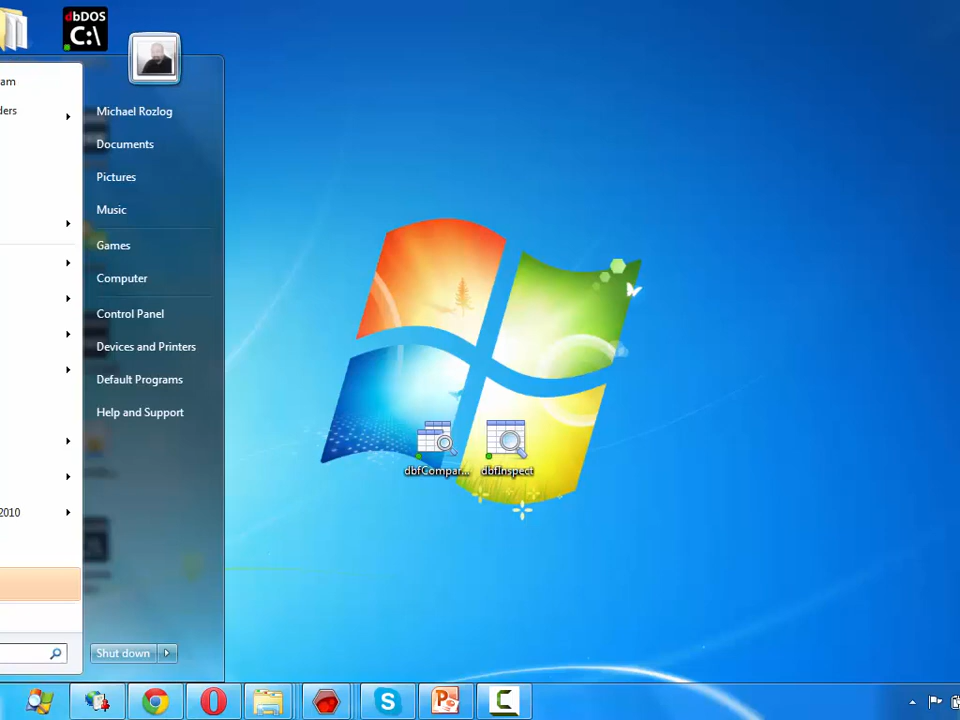 dbDOS
C:\
am
ders
2010
Michael Rozlog
Documents
Pictures
Music
Games
Computer
Control Panel
Devices and Printers
Default Programs
Help and Support
Shut down
dbfCompar...
dbfInspect